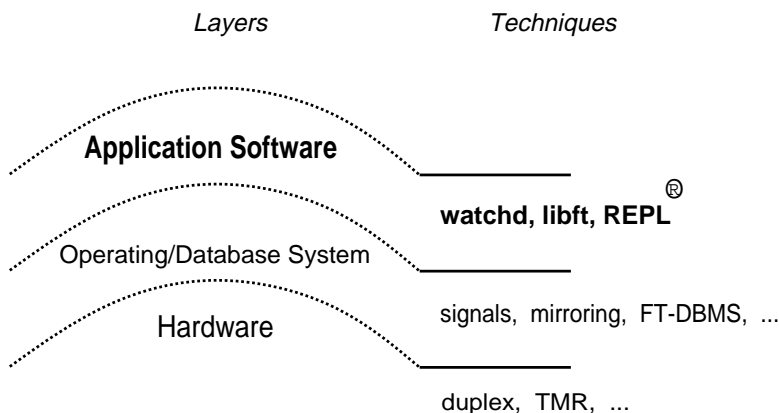 Layers Techniques
Application Software
watchd, libft, REPL®
Operating/Database System
signals, mirroring, FT-DBMS, ...
Hardware
duplex, TMR, ...